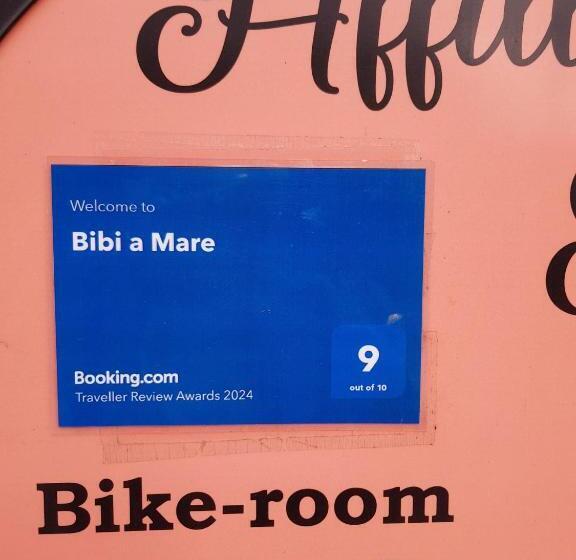 Welcome to
Bibi a Mare
Booking.com
Traveller Review Awards 2024
9
out of 10
Bike-room